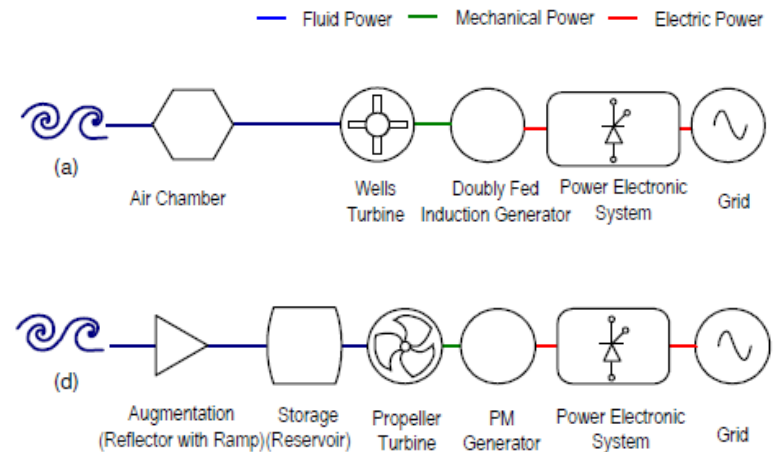 Fluid Power Mechanical Power Electric Power
(a)
Air Chamber
Wells
Turbine
Doubly Fed
Induction Generator
Power Electronic
System
Grid
(d)
Augmentation
(Reflector with Ramp)
Storage
(Reservoir)
Propeller
Turbine
PM
Generator
Power Electronic
System
Grid